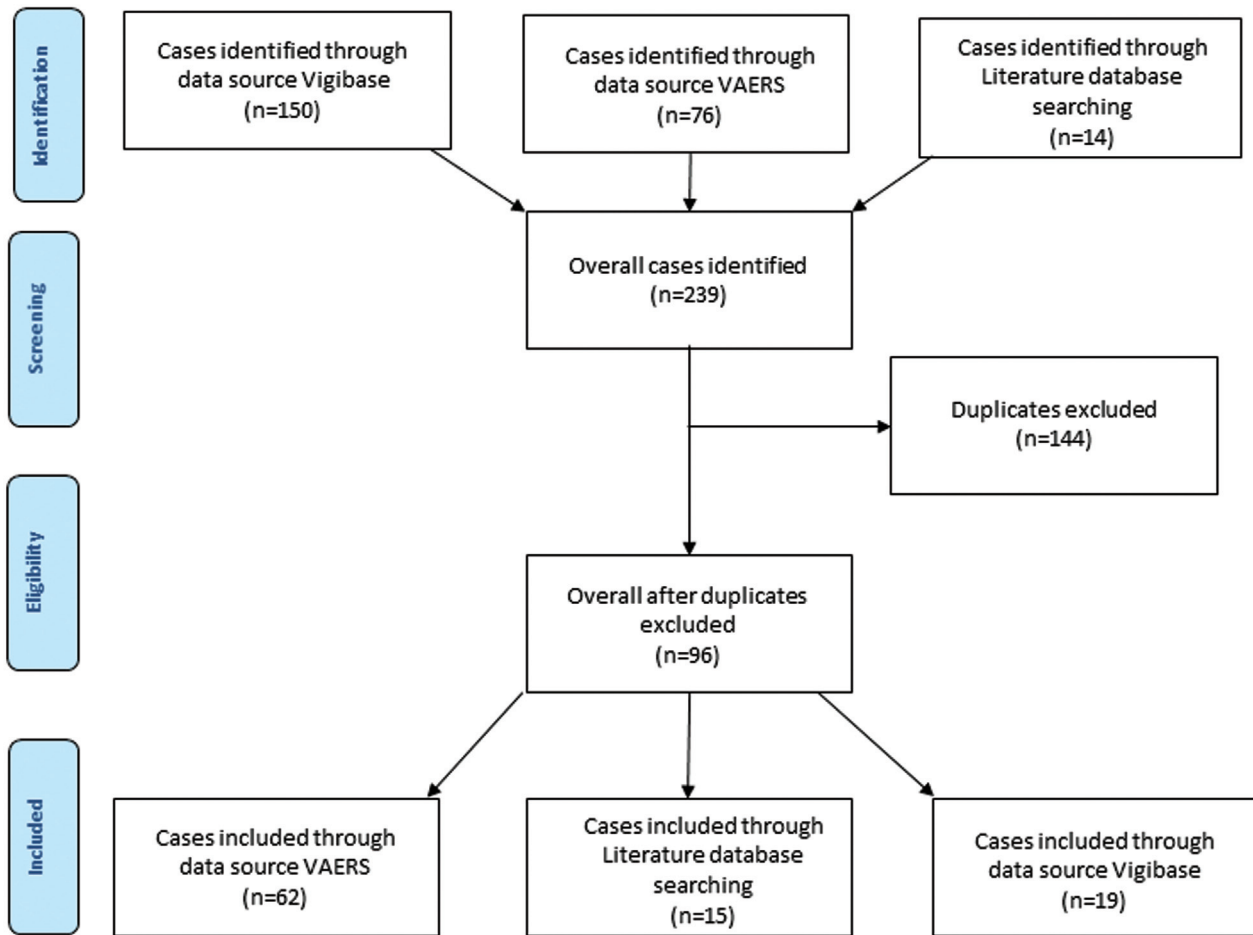 Identification
Cases identified through
data source Vigibase
(n=150)
Cases identified through
data source VAERS
(n=76)
Cases identified through
Literature database
searching
(n=14)
Screening
Overall cases identified
(n=239)
Duplicates excluded
(n=144)
Eligibility
Overall after duplicates
excluded
(n=96)
Included
Cases included through
data source VAERS
(n=62)
Cases included through
Literature database
searching
(n=15)
Cases included through
data source Vigibase
(n=19)